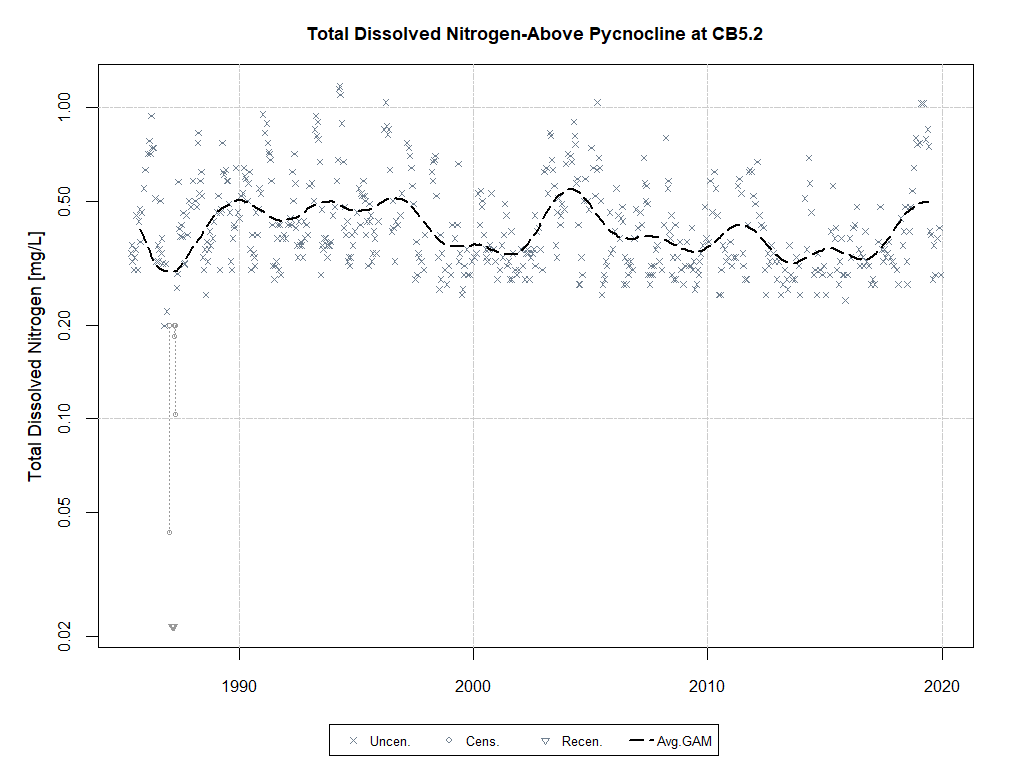 Total Dissolved Nitrogen-Above Pycnocline at CB5.2
Total Dissolved Nitrogen [mg/L]
1.00
0.50
0.20
0.10
0.05
0.02
1990 2000 2010 2020
Uncen. Cens. Recen. Avg.GAM